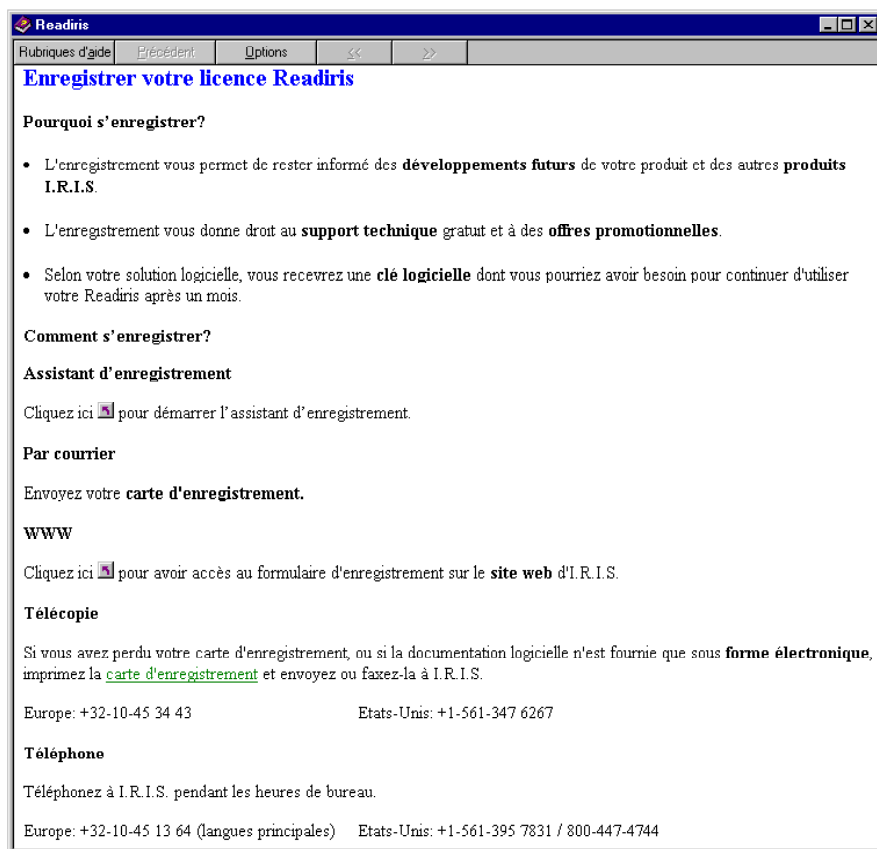 Readiris
Rubriques d'aide Précédent Options << >>
Enregistrer votre licence Readiris
Pourquoi s'enregistrer?
• L'enregistrement vous permet de rester informé des développements futurs de votre produit et des autres produits
I.R.I.S.
• L'enregistrement vous donne droit au support technique gratuit et à des offres promotionnelles.
• Selon votre solution logicielle, vous recevrez une clé logicielle dont vous pourriez avoir besoin pour continuer d'utiliser
votre Readiris après un mois.
Comment s'enregistrer?
Assistant d'enregistrement
Cliquez ici pour démarrer l'assistant d'enregistrement.
Par courrier
Envoyez votre carte d'enregistrement.
WWW
Cliquez ici pour avoir accès au formulaire d'enregistrement sur le site web d'I.R.I.S.
Télécopie
Si vous avez perdu votre carte d'enregistrement, ou si la documentation logicielle n'est fournie que sous forme électronique,
imprimez la carte d'enregistrement et envoyez ou faxez-la à I.R.I.S.
Europe: +32-10-45 34 43 Etats-Unis: +1-561-347 6267
Téléphone
Téléphonez à I.R.I.S. pendant les heures de bureau.
Europe: +32-10-45 13 64 (langues principales) Etats-Unis: +1-561-395 7831 / 800-447-4744